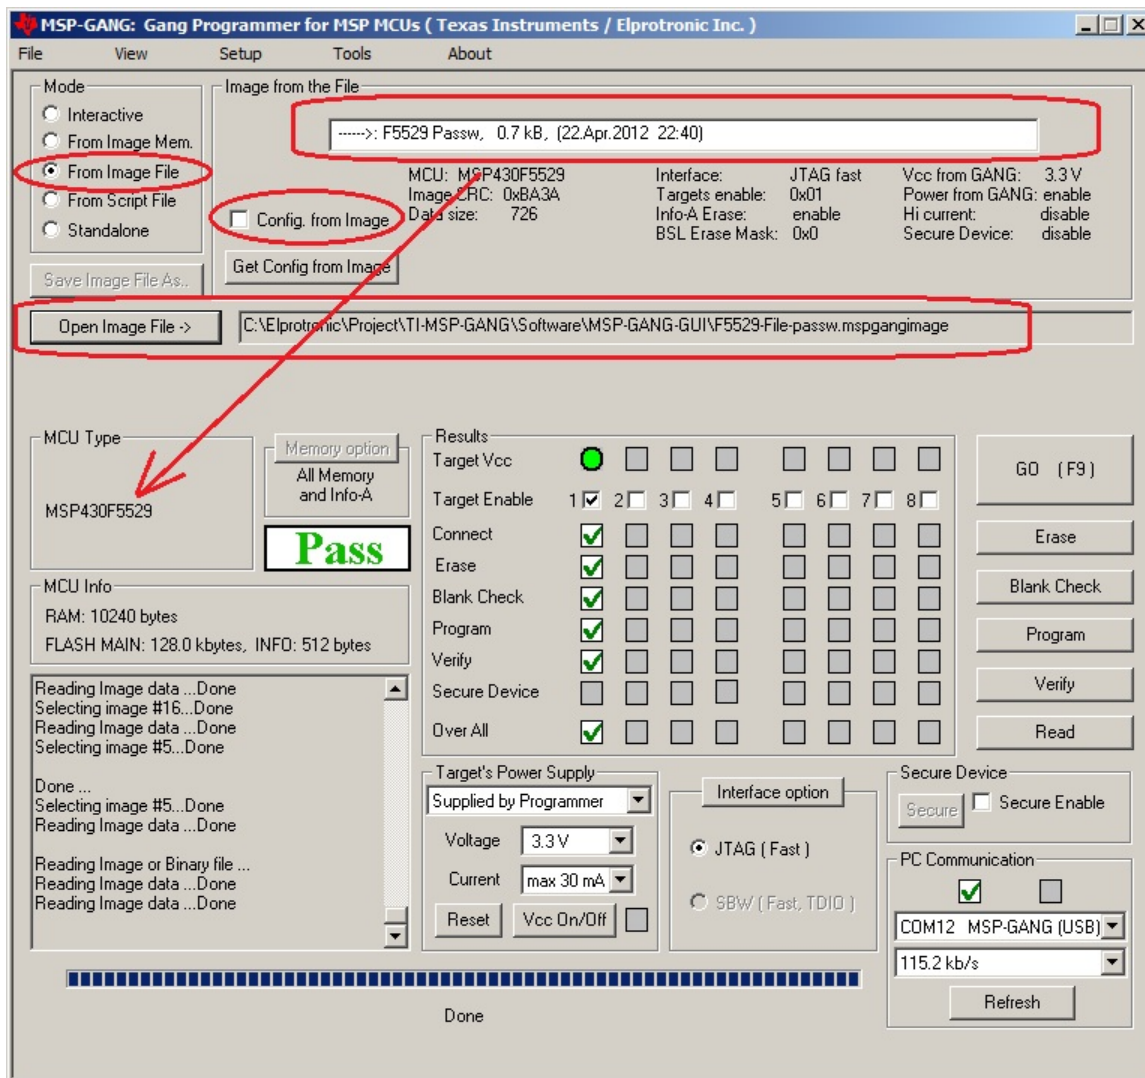 MSP-GANG: Gang Programmer for MSP MCUs ( Texas Instruments / Elprotronic Inc. )
File View Setup Tools About
Mode
Interactive
From Image Mem.
From Image File
From Script File
Standalone
Save Image File As..
Image from the File
----->: F5529 Passw, 0.7 kB, (22.Apr.2012 22:40)
Config. from Image
Get Config from Image
MCU: MSP430F5529
Image CRC: 0xBA3A
Data size: 726
Interface: JTAG fast
Targets enable: 0x01
Info-A Erase: enable
BSL Erase Mask: 0x0
Vcc from GANG: 3.3 V
Power from GANG: enable
Hi current: disable
Secure Device: disable
Open Image File -> C:\Elprotronic\Project\TI-MSP-GANG\Software\MSP-GANG-GUI\F5529-File-passw.mspgangimage
MCU Type
MSP430F5529
Memory option
All Memory
and Info-A
Pass
MCU Info
RAM: 10240 bytes
FLASH MAIN: 128.0 kbytes, INFO: 512 bytes
Reading Image data ...Done
Selecting image #16...Done
Reading Image data ...Done
Selecting image #5...Done
Done ...
Selecting image #5...Done
Reading Image data ...Done
Reading Image or Binary file ...
Reading Image data ...Done
Reading Image data ...Done
Results
Target Vcc
Target Enable 1 2 3 4 5 6 7 8
Connect
Erase
Blank Check
Program
Verify
Secure Device
Over All
GO ( F9 )
Erase
Blank Check
Program
Verify
Read
Target's Power Supply
Supplied by Programmer
Voltage 3.3 V
Current max 30 mA
Reset Vcc On/Off
Interface option
JTAG ( Fast )
SBW ( Fast, TDIO )
Secure Device
Secure Secure Enable
PC Communication
COM12 MSP-GANG (USB)
115.2 kb/s
Refresh
Done